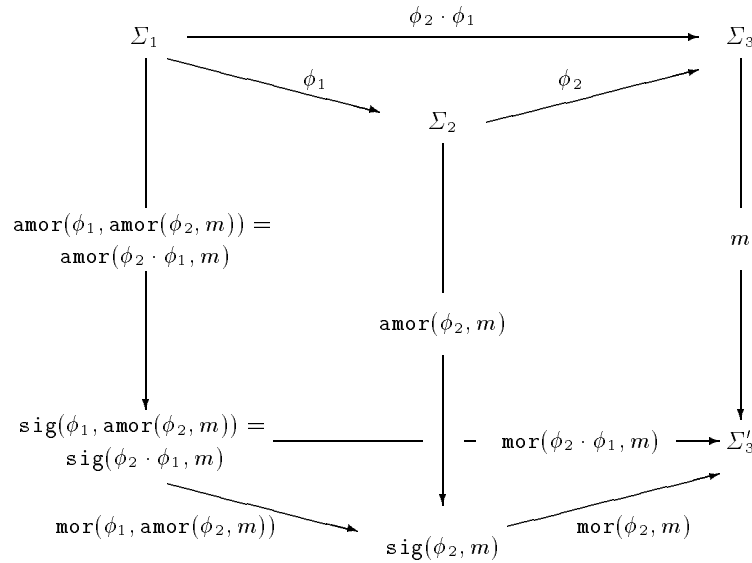 ϕ₂ · ϕ₁
Σ₁ Σ₃
ϕ₁ ϕ₂
Σ₂
amor(ϕ₁, amor(ϕ₂, m)) =
amor(ϕ₂ · ϕ₁, m)
m
amor(ϕ₂, m)
sig(ϕ₁, amor(ϕ₂, m)) =
sig(ϕ₂ · ϕ₁, m)
mor(ϕ₂ · ϕ₁, m) Σ₃′
mor(ϕ₁, amor(ϕ₂, m)) mor(ϕ₂, m)
sig(ϕ₂, m)